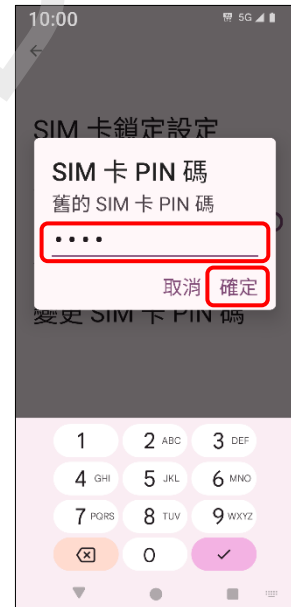 10:00 5G
SIM 卡鎖定設定
SIM 卡 PIN 碼
舊的 SIM 卡 PIN 碼
••••
取消 確定
變更 SIM 卡 PIN 碼
1 2 ABC 3 DEF
4 GHI 5 JKL 6 MNO
7 PQRS 8 TUV 9 WXYZ
0